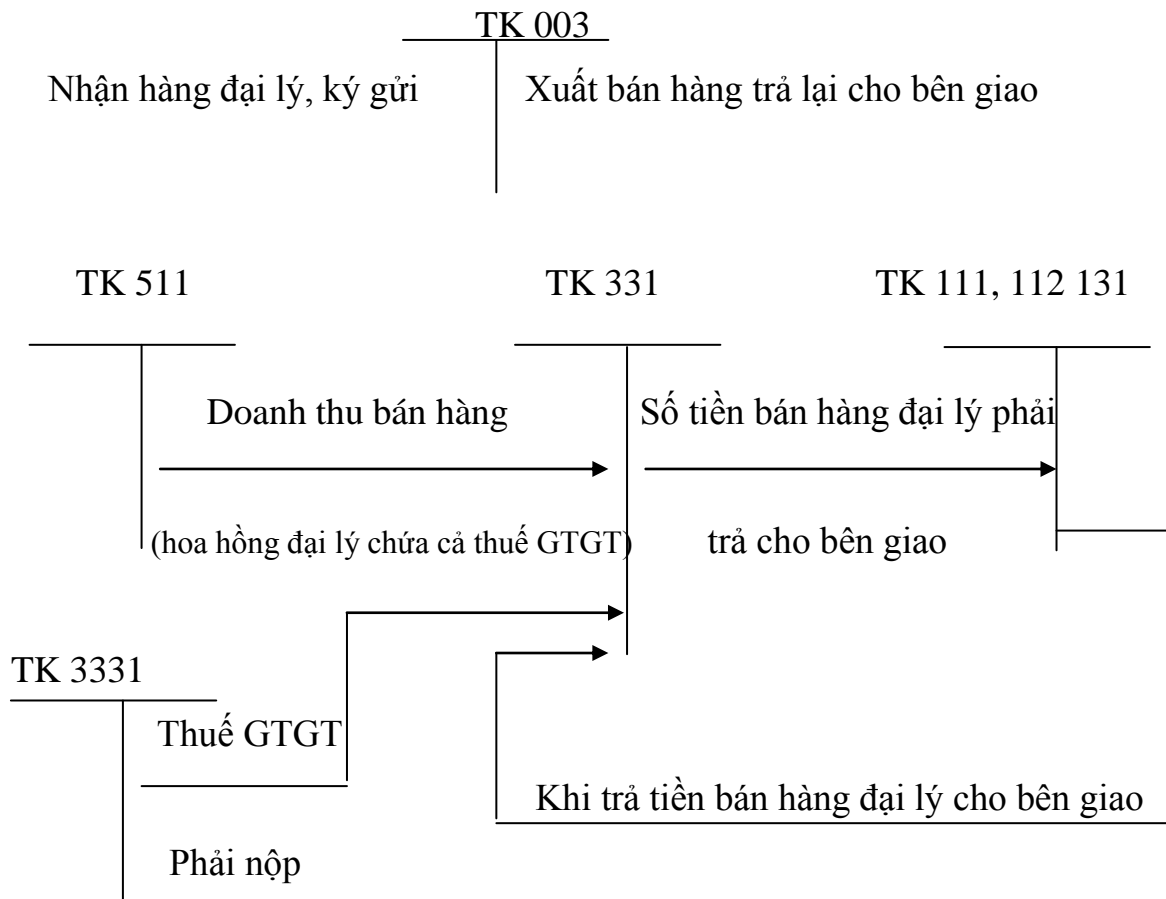 TK 003
Nhận hàng đại lý, ký gửi Xuất bán hàng trả lại cho bên giao
TK 511 TK 331 TK 111, 112 131
Doanh thu bán hàng Số tiền bán hàng đại lý phải
(hoa hồng đại lý chứa cả thuế GTGT) trả cho bên giao
TK 3331
Thuế GTGT
Khi trả tiền bán hàng đại lý cho bên giao
Phải nộp